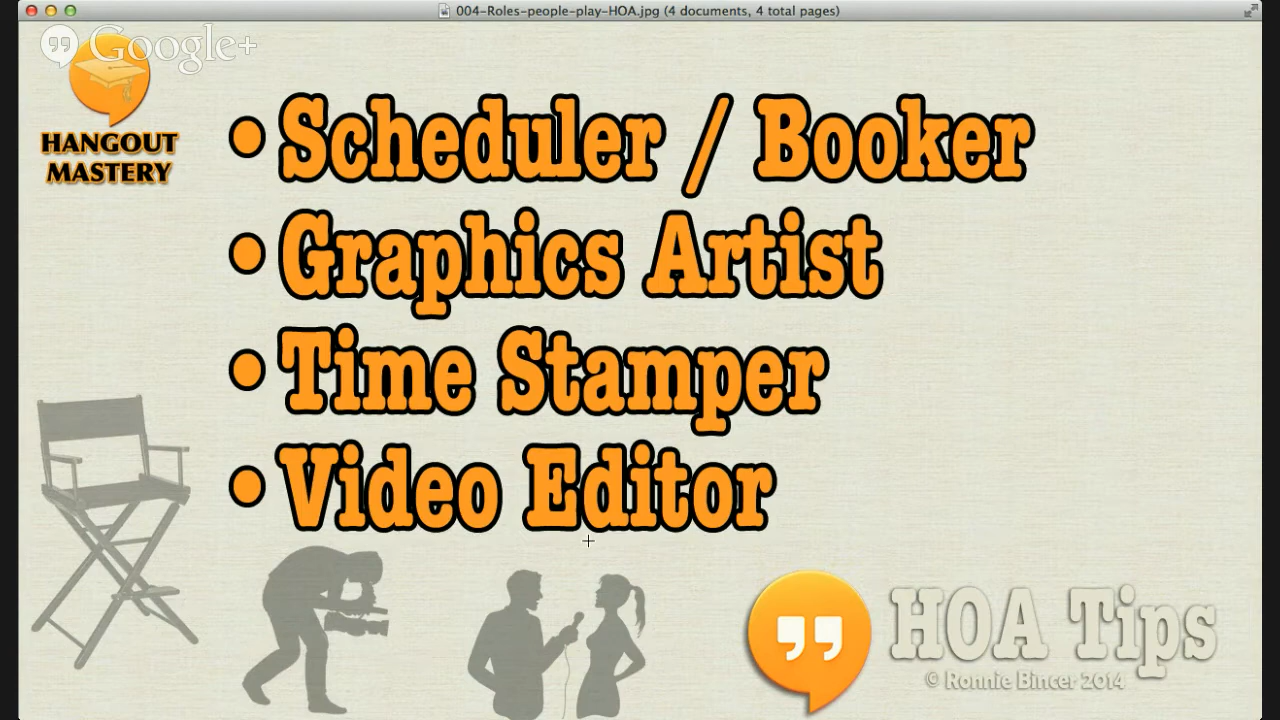 004-Roles-people-play-HOA.jpg (4 documents, 4 total pages)
Google+
HANGOUT
MASTERY
• Scheduler / Booker
• Graphics Artist
• Time Stamper
• Video Editor
HOA Tips
© Ronnie Bincer 2014